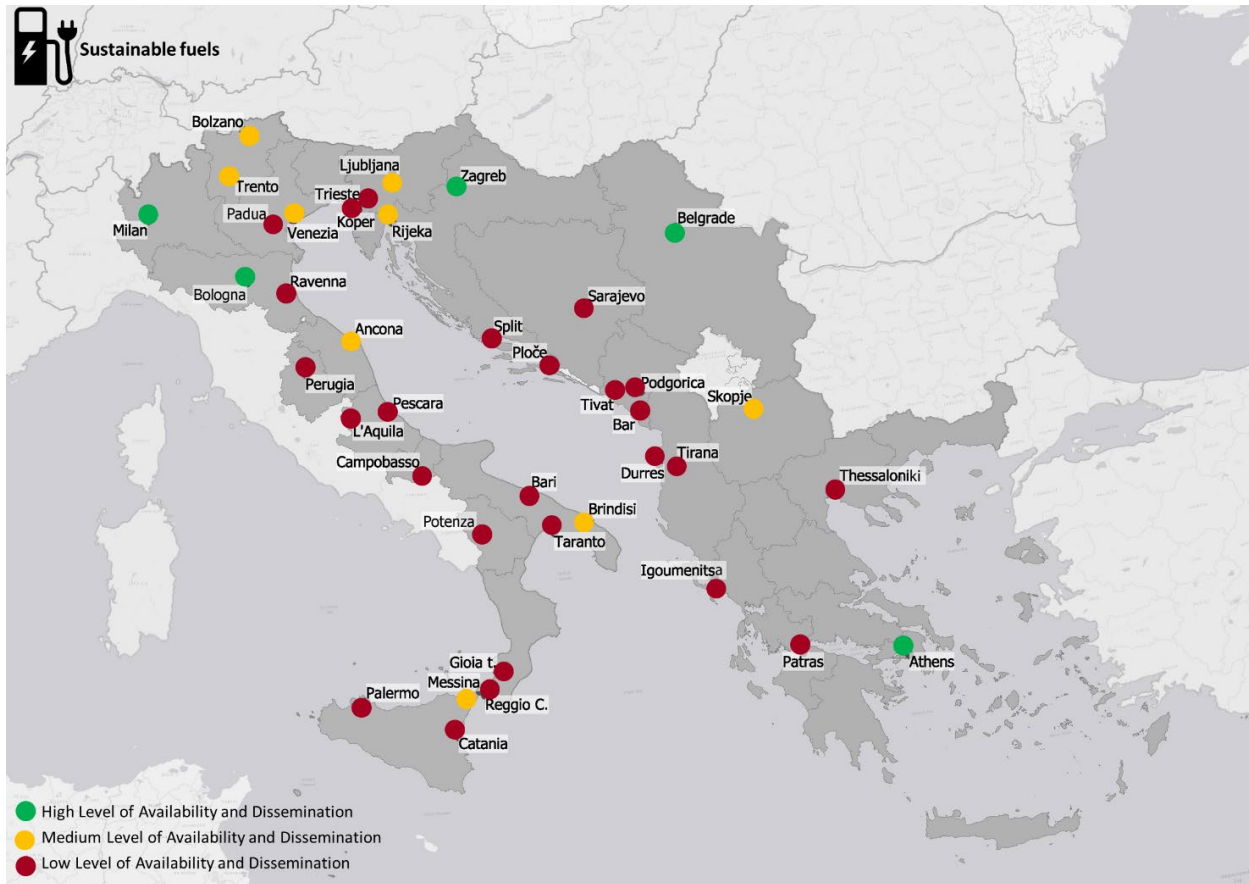 Sustainable fuels
Bolzano
Ljubljana
Zagreb
Trento
Trieste
Padua
Koper
Milan
Venezia
Rijeka
Belgrade
Bologna
Ravenna
Sarajevo
Ancona
Split
Ploče
Perugia
Podgorica
Tivat
Skopje
Pescara
Bar
L'Aquila
Campobasso
Durres
Tirana
Thessaloniki
Bari
Brindisi
Potenza
Taranto
Igoumenitsa
Gioia t.
Patras
Athens
Messina
Palermo
Reggio C.
Catania
High Level of Availability and Dissemination
Medium Level of Availability and Dissemination
Low Level of Availability and Dissemination